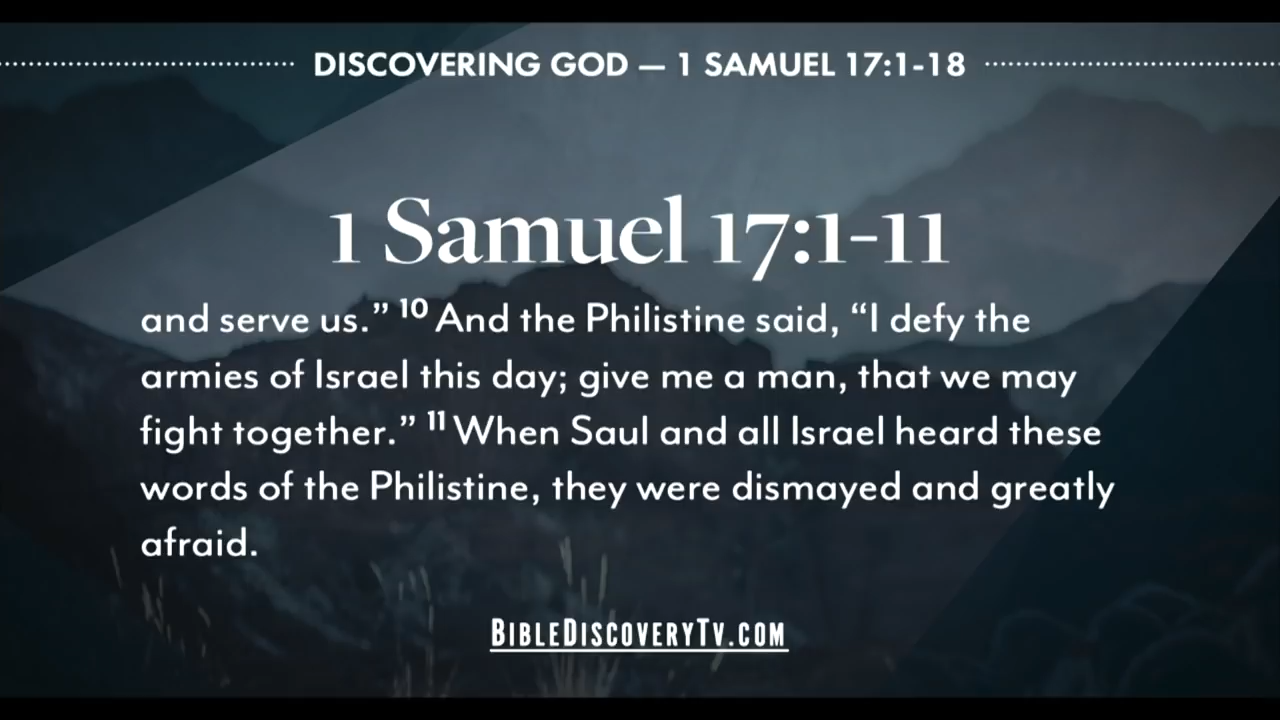 DISCOVERING GOD — 1 SAMUEL 17:1-18
1 Samuel 17:1-11
and serve us.” ¹⁰ And the Philistine said, “I defy the
armies of Israel this day; give me a man, that we may
fight together.” ¹¹ When Saul and all Israel heard these
words of the Philistine, they were dismayed and greatly
afraid.
BIBLEDISCOVERYTV.COM